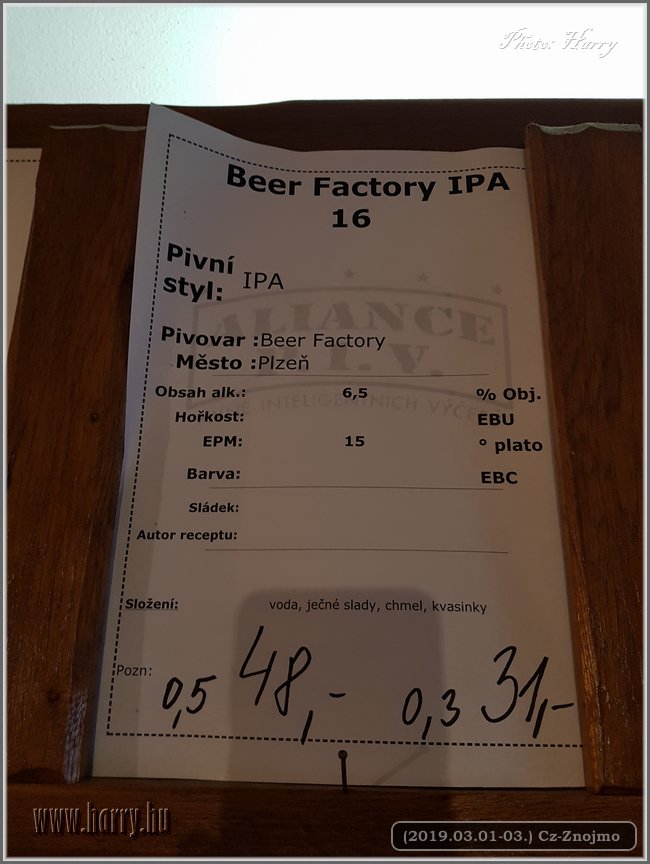 Photo: Harry
Beer Factory IPA
16
Pivní
styl: IPA
ALIANCE
P.I.V.
Pivovar :Beer Factory
Město :Plzeň
INTELIGENTNÍCH VÝČEPŮ
Obsah alk.: 6,5 % Obj.
Hořkost: EBU
EPM: 15 ° plato
Barva: EBC
Sládek:
Autor receptu:
Složení: voda, ječné slady, chmel, kvasinky
Pozn: 0,5 48,- 0,3 31,-
www.harry.hu
(2019.03.01-03.) Cz-Znojmo